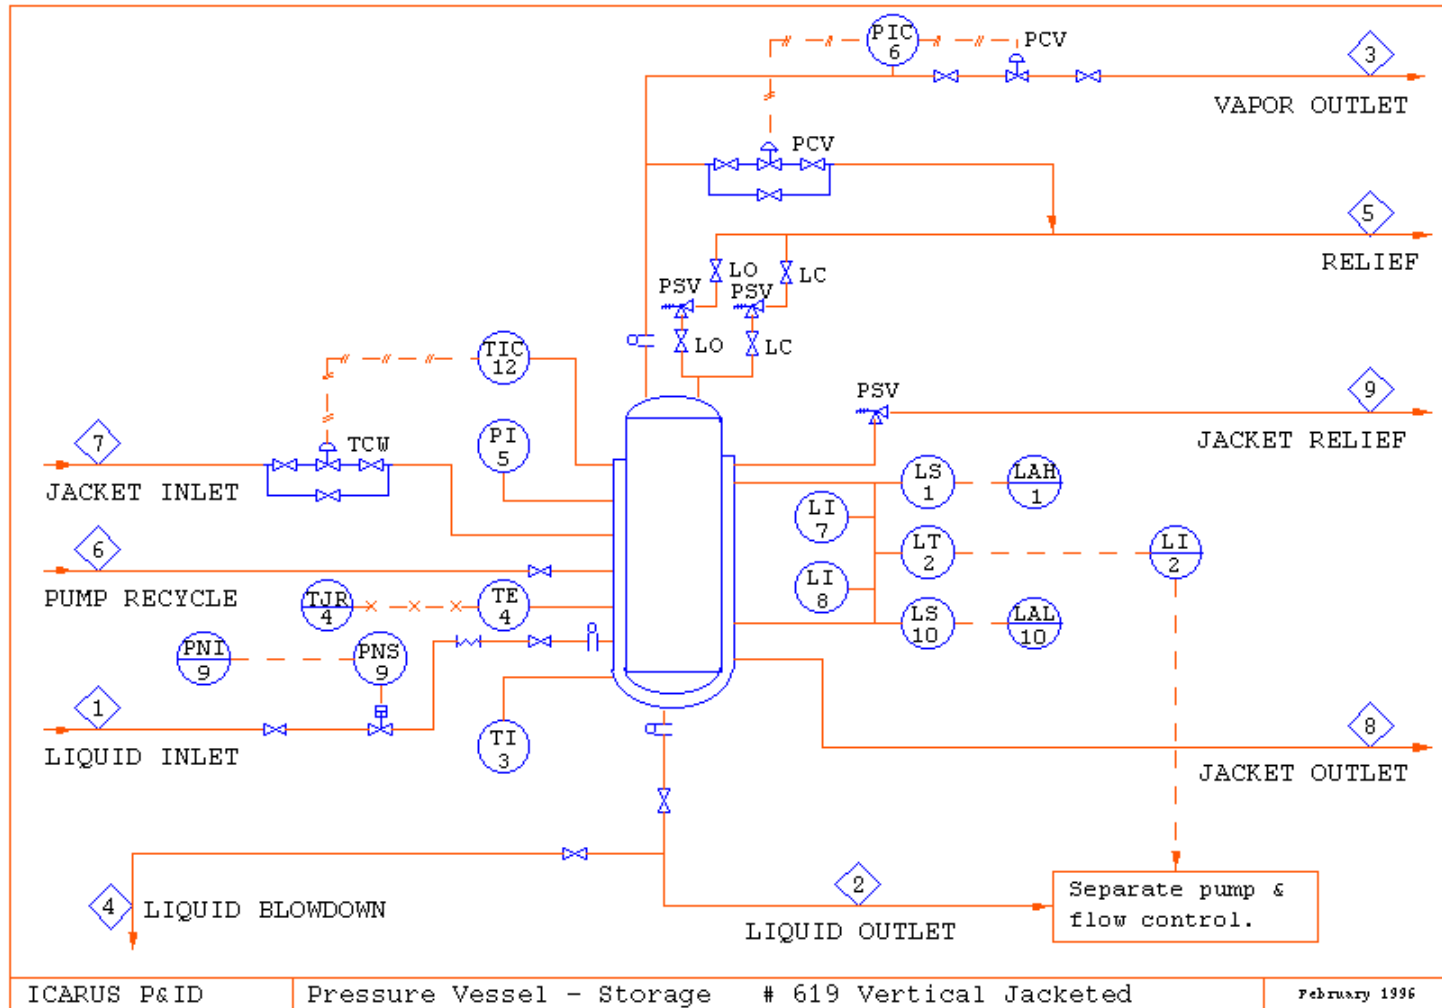 PIC
6
PCV
3
VAPOR OUTLET
PCV
5
RELIEF
LO
LC
PSV
PSV
LO
LC
TIC
12
PSV
9
JACKET RELIEF
7
TCW
JACKET INLET
PI
5
LS
1
LAH
1
LI
7
LT
2
LI
2
6
PUMP RECYCLE
LI
8
TJR
4
TE
4
LS
10
LAL
10
PNI
9
PNS
9
1
LIQUID INLET
TI
3
8
JACKET OUTLET
4
LIQUID BLOWDOWN
2
LIQUID OUTLET
Separate pump &
flow control.
ICARUS P&ID
Pressure Vessel - Storage # 619 Vertical Jacketed
February 1996